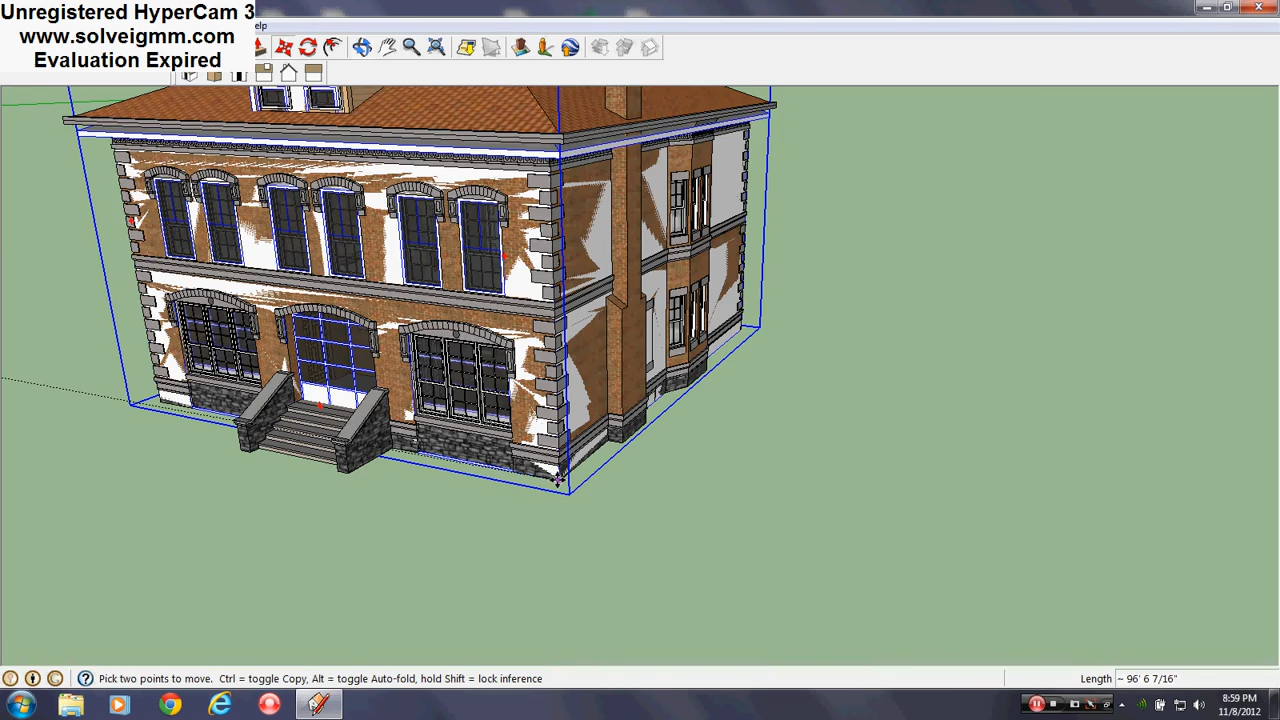 Unregistered HyperCam 3
www.solveigmm.com
Evaluation Expired
elp
Pick two points to move.  Ctrl = toggle Copy, Alt = toggle Auto-fold, hold Shift = lock inference
Length
~ 96' 6 7/16"
8:59 PM
11/8/2012